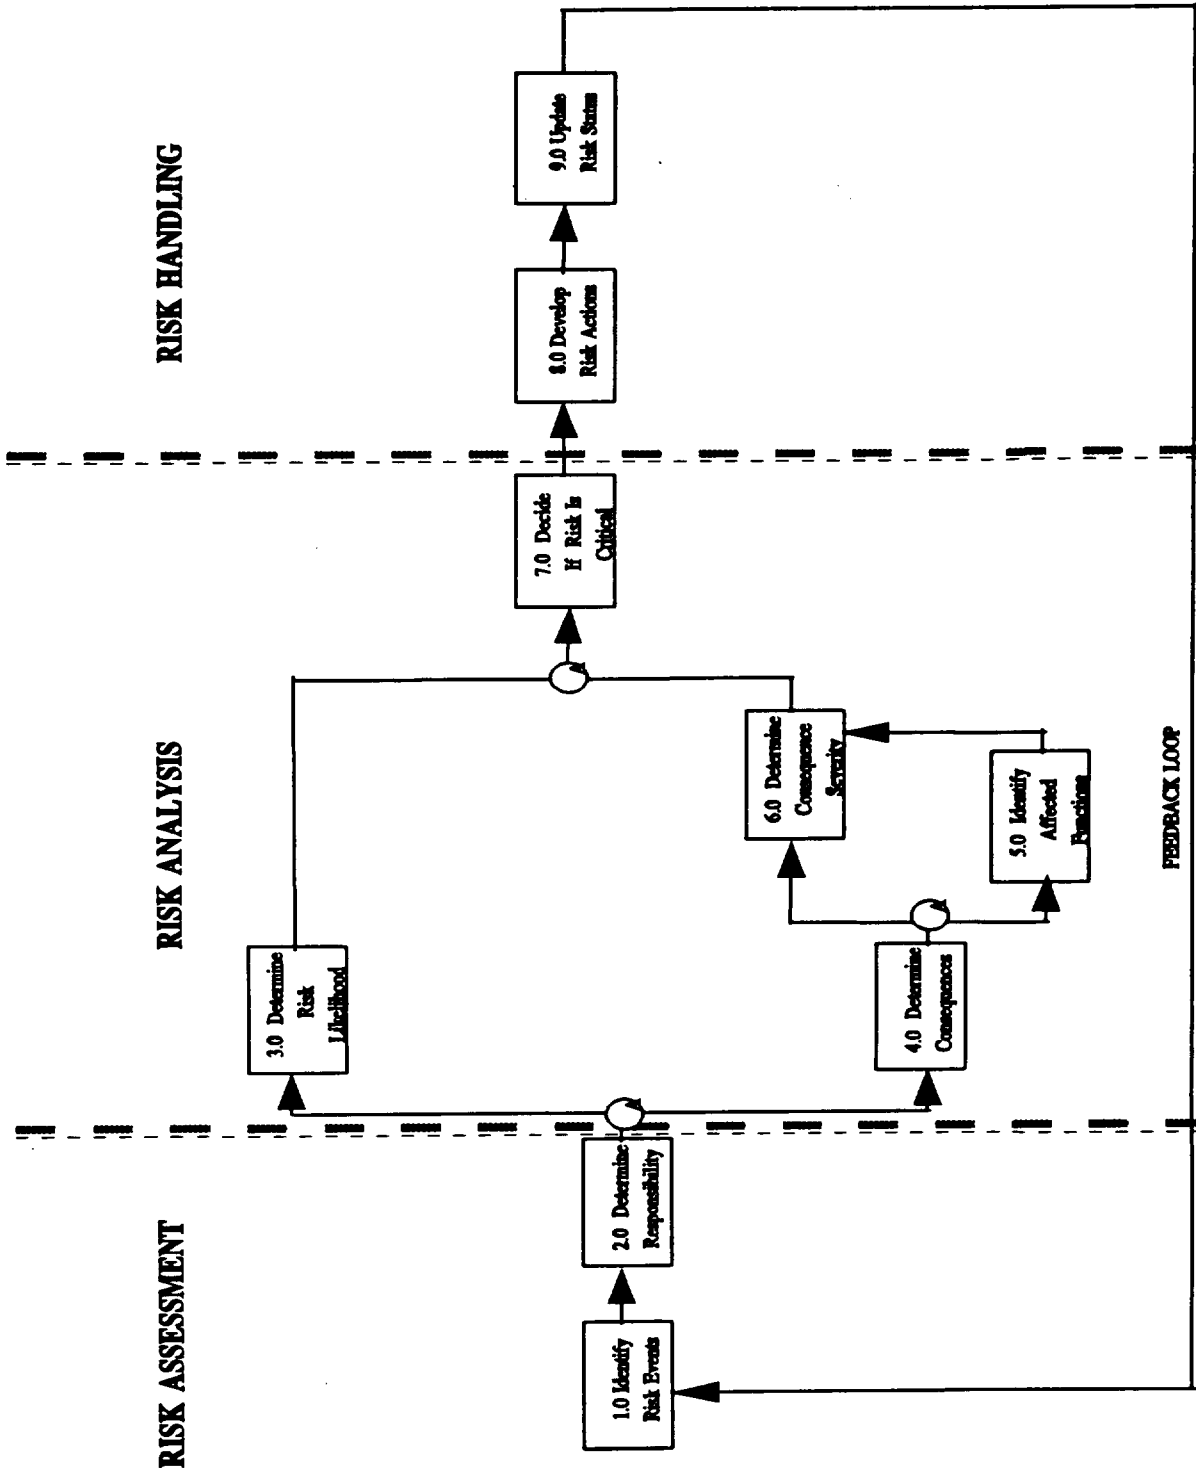 RISK ASSESSMENT
RISK ANALYSIS
RISK HANDLING
1.0 Identify
Risk Events
2.0 Determine
Responsibility
A
3.0 Determine
Risk
Likelihood
4.0 Determine
Consequences
A
5.0 Identify
Affected
Functions
6.0 Determine
Consequence
Severity
A
7.0 Decide
If Risk Is
Critical
8.0 Develop
Risk Actions
9.0 Update
Risk Status
FEEDBACK LOOP